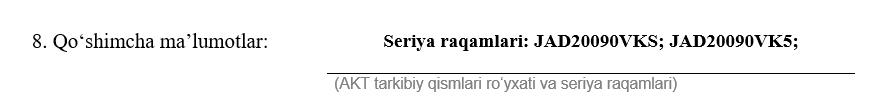 8. Qo‘shimcha ma’lumotlar: Seriya raqamlari: JAD20090VKS; JAD20090VK5;
(AKT tarkibiy qismlari ro‘yxati va seriya raqamlari)